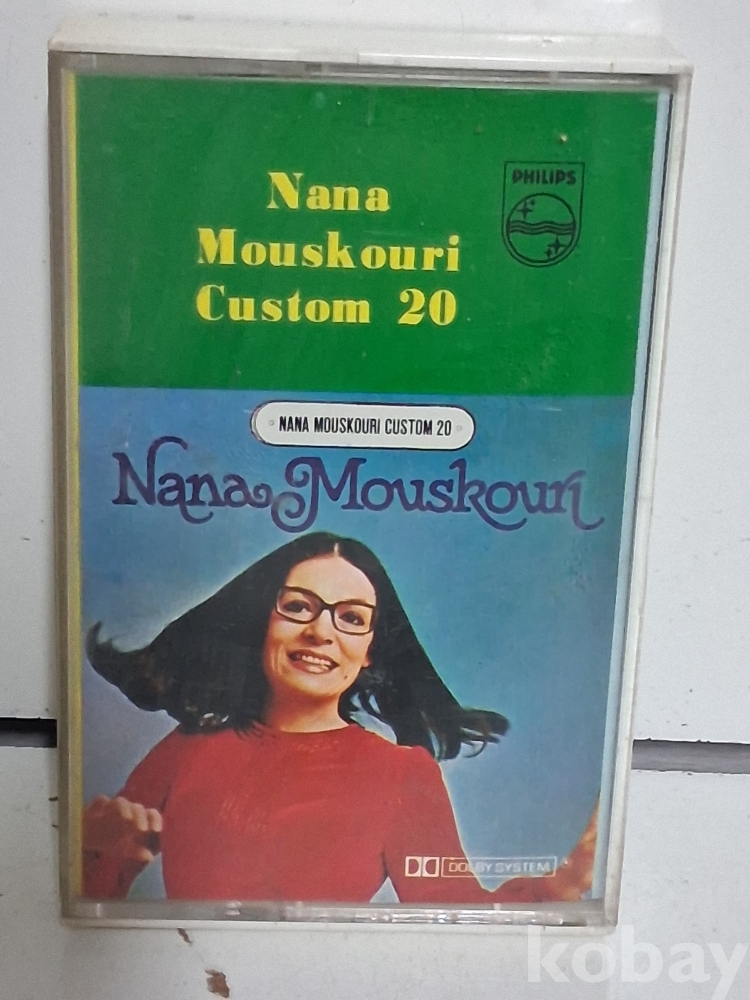 Nana
Mouskouri
Custom 20
PHILIPS
NANA MOUSKOURI CUSTOM 20
Nana Mouskouri
DOLBY SYSTEM
kobay